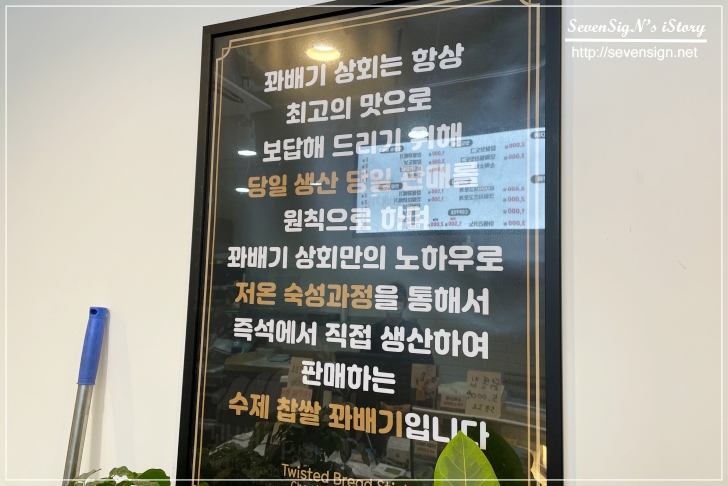 SevenSigN's iStory
http://sevensign.net
꽈배기 상회는 항상
최고의 맛으로
보답해 드리기 위해
당일 생산 당일 판매를
원칙으로 하며
꽈배기 상회만의 노하우로
저온 숙성과정을 통해서
즉석에서 직접 생산하여
판매하는
수제 찹쌀 꽈배기입니다
Twisted Bread